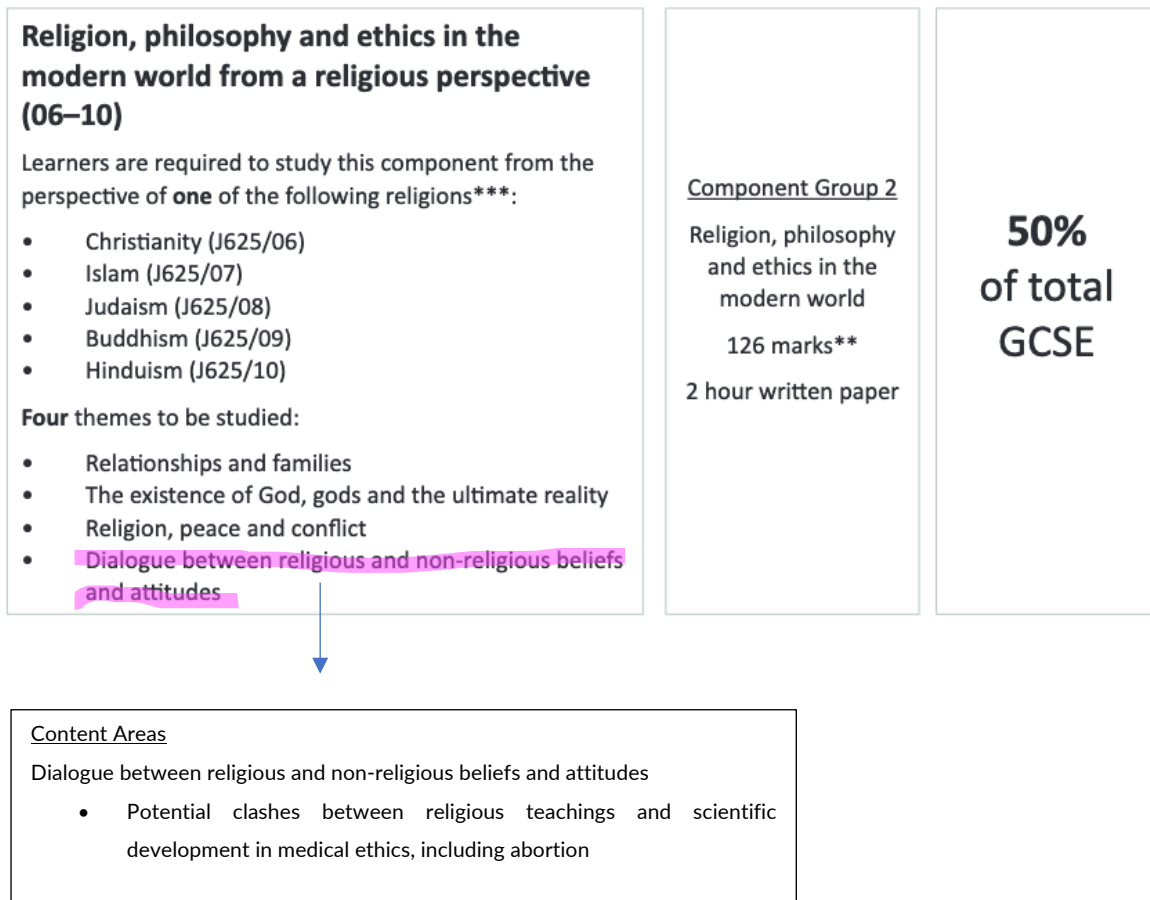 Religion, philosophy and ethics in the
modern world from a religious perspective
(06–10)
Learners are required to study this component from the
perspective of one of the following religions***:
• Christianity (J625/06)
• Islam (J625/07)
• Judaism (J625/08)
• Buddhism (J625/09)
• Hinduism (J625/10)
Four themes to be studied:
• Relationships and families
• The existence of God, gods and the ultimate reality
• Religion, peace and conflict
• Dialogue between religious and non-religious beliefs
and attitudes
Component Group 2
Religion, philosophy
and ethics in the
modern world
126 marks**
2 hour written paper
50%
of total
GCSE
Content Areas
Dialogue between religious and non-religious beliefs and attitudes
• Potential clashes between religious teachings and scientific
development in medical ethics, including abortion